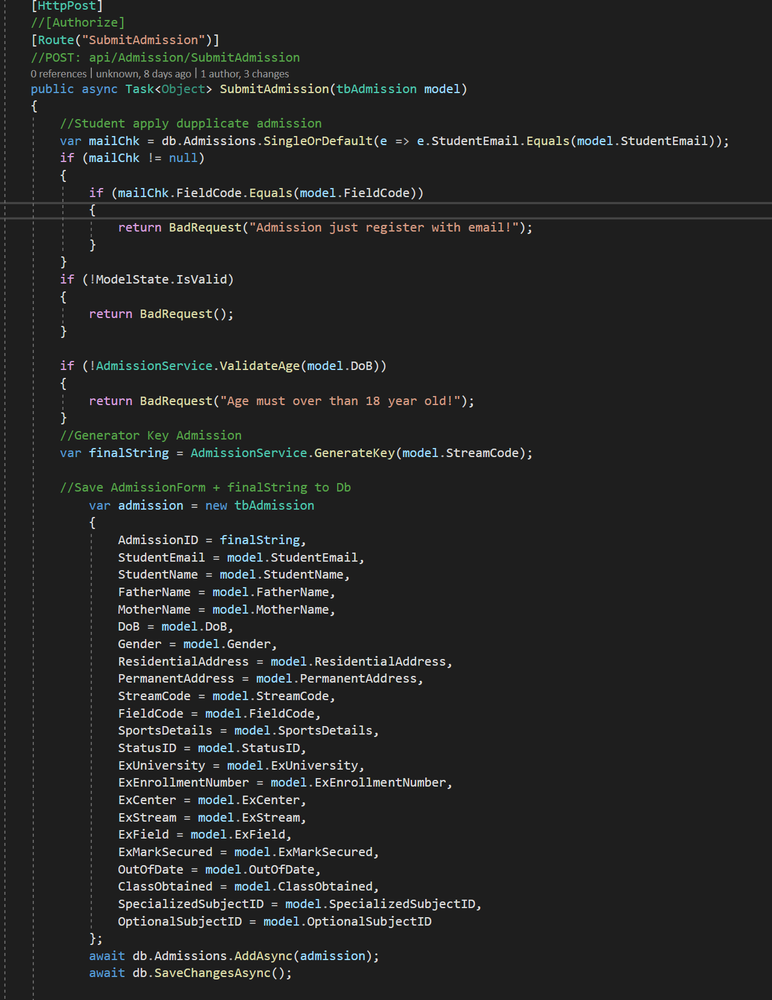 [HttpPost]
//[Authorize]
[Route("SubmitAdmission")]
//POST: api/Admission/SubmitAdmission
0 references | unknown, 8 days ago | 1 author, 3 changes
public async Task<Object> SubmitAdmission(tbAdmission model)
{
//Student apply dupplicate admission
var mailChk = db.Admissions.SingleOrDefault(e => e.StudentEmail.Equals(model.StudentEmail));
if (mailChk != null)
{
if (mailChk.FieldCode.Equals(model.FieldCode))
{
return BadRequest("Admission just register with email!");
}
}
if (!ModelState.IsValid)
{
return BadRequest();
}
if (!AdmissionService.ValidateAge(model.DoB))
{
return BadRequest("Age must over than 18 year old!");
}
//Generator Key Admission
var finalString = AdmissionService.GenerateKey(model.StreamCode);
//Save AdmissionForm + finalString to Db
var admission = new tbAdmission
{
AdmissionID = finalString,
StudentEmail = model.StudentEmail,
StudentName = model.StudentName,
FatherName = model.FatherName,
MotherName = model.MotherName,
DoB = model.DoB,
Gender = model.Gender,
ResidentialAddress = model.ResidentialAddress,
PermanentAddress = model.PermanentAddress,
StreamCode = model.StreamCode,
FieldCode = model.FieldCode,
SportsDetails = model.SportsDetails,
StatusID = model.StatusID,
ExUniversity = model.ExUniversity,
ExEnrollmentNumber = model.ExEnrollmentNumber,
ExCenter = model.ExCenter,
ExStream = model.ExStream,
ExField = model.ExField,
ExMarkSecured = model.ExMarkSecured,
OutOfDate = model.OutOfDate,
ClassObtained = model.ClassObtained,
SpecializedSubjectID = model.SpecializedSubjectID,
OptionalSubjectID = model.OptionalSubjectID
};
await db.Admissions.AddAsync(admission);
await db.SaveChangesAsync();